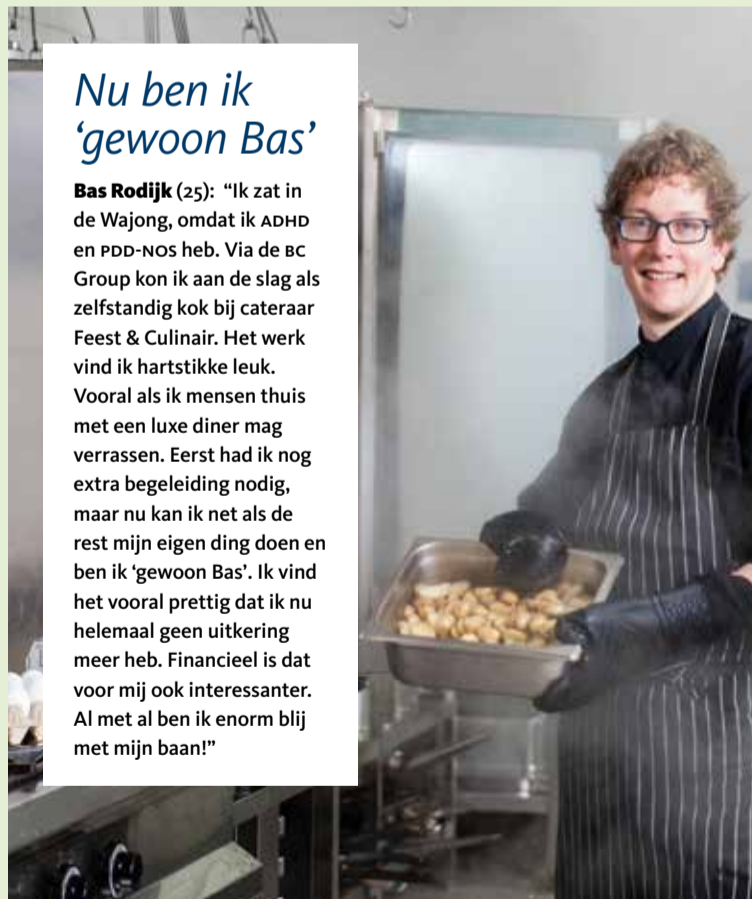 Nu ben ik
‘gewoon Bas’
Bas Rodijk (25): “Ik zat in
de Wajong, omdat ik ADHD
en PDD-NOS heb. Via de BC
Group kon ik aan de slag als
zelfstandig kok bij cateraar
Feest & Culinair. Het werk
vind ik hartstikke leuk.
Vooral als ik mensen thuis
met een luxe diner mag
verrassen. Eerst had ik nog
extra begeleiding nodig,
maar nu kan ik net als de
rest mijn eigen ding doen en
ben ik ‘gewoon Bas’. Ik vind
het vooral prettig dat ik nu
helemaal geen uitkering
meer heb. Financieel is dat
voor mij ook interessanter.
Al met al ben ik enorm blij
met mijn baan!”